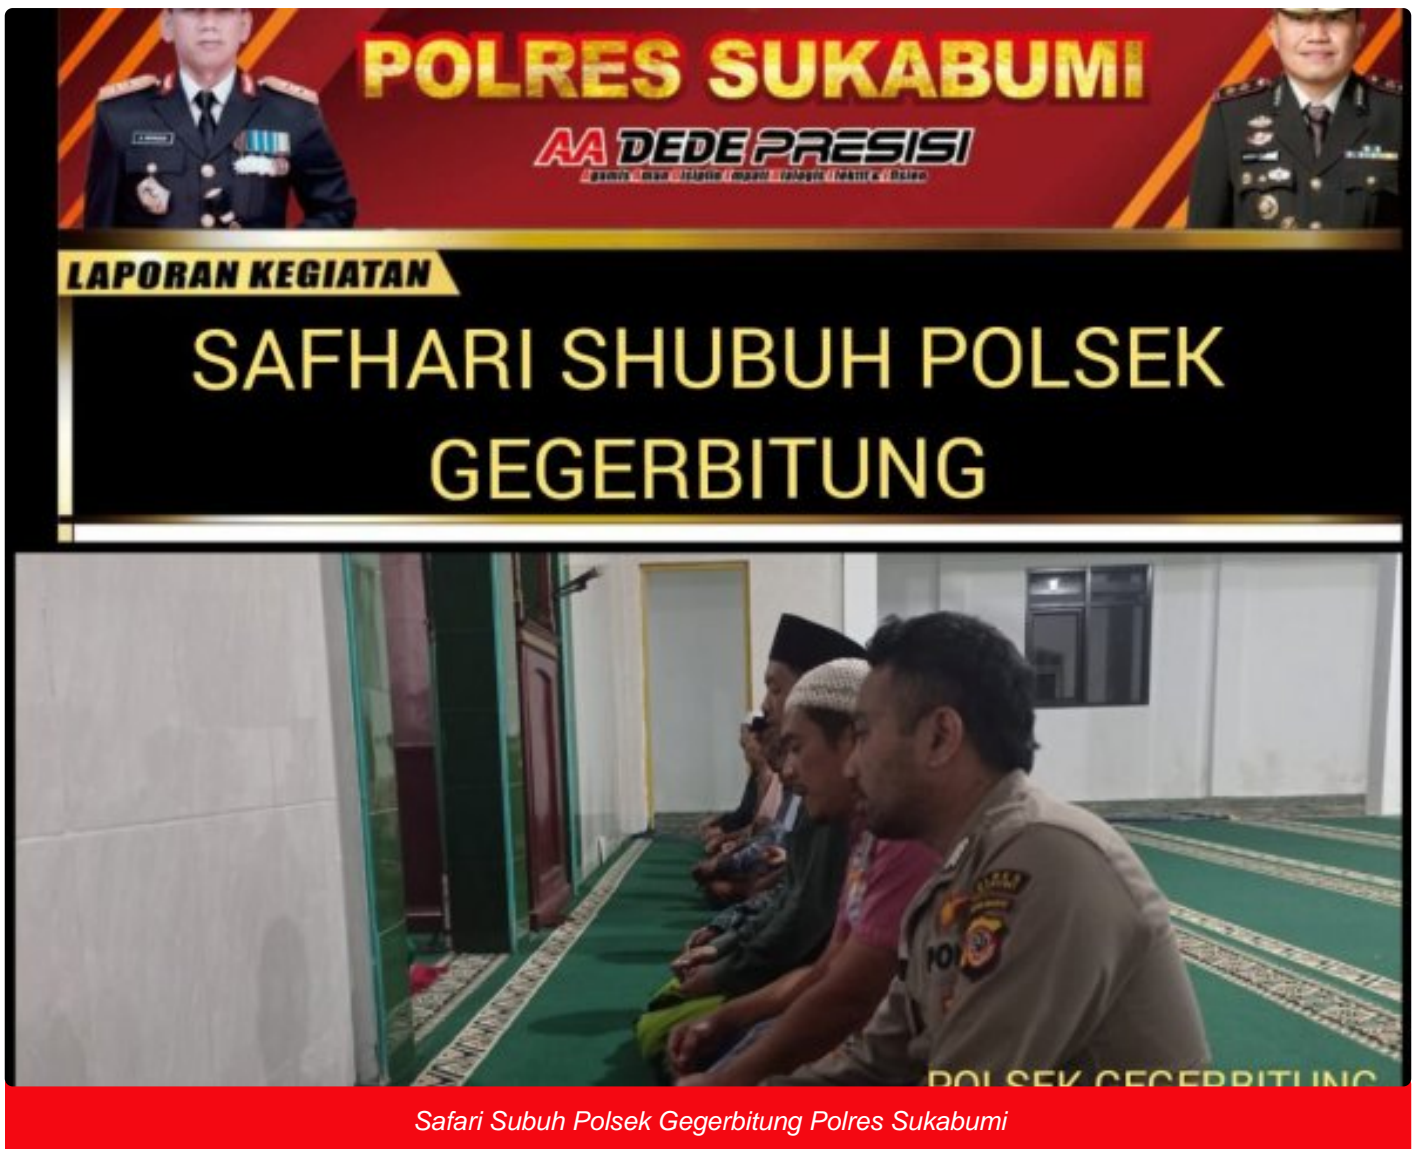 POLRES SUKABUMI
AA DEDE PRESISI
LAPORAN KEGIATAN
SAFHARI SHUBUH POLSEK
GEGERBITUNG
POLSEK GEGERBITUNG
Safari Subuh Polsek Gegerbitung Polres Sukabumi